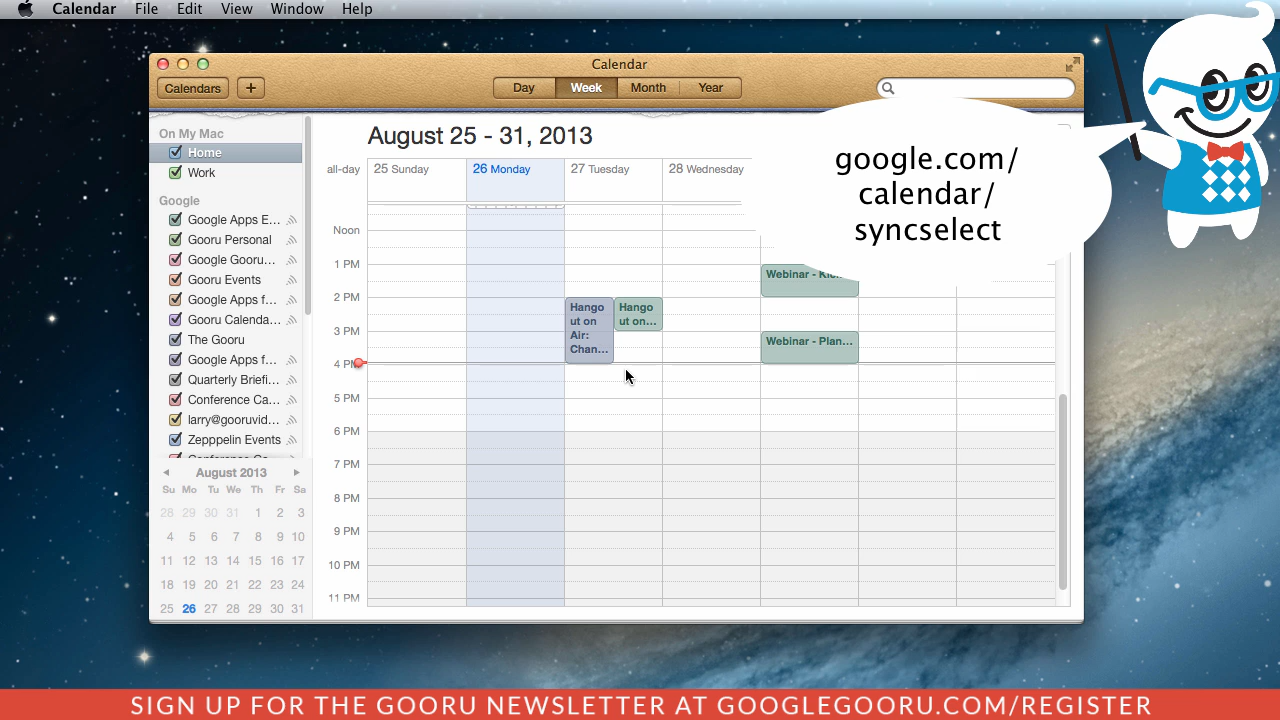 Calendar File Edit View Window Help
Calendar
Calendars + Day Week Month Year
August 25 - 31, 2013
google.com/
calendar/
syncselect
On My Mac
Home
Work
Google
Google Apps E...
Gooru Personal
Google Gooru...
Gooru Events
Google Apps f...
Gooru Calenda...
The Gooru
Google Apps f...
Quarterly Briefi...
Conference Ca...
larry@gooruvid...
Zepppelin Events
August 2013
Su Mo Tu We Th Fr Sa
28 29 30 31 1 2 3
4 5 6 7 8 9 10
11 12 13 14 15 16 17
18 19 20 21 22 23 24
25 26 27 28 29 30 31
all-day 25 Sunday 26 Monday 27 Tuesday 28 Wednesday
Noon
1 PM
2 PM
3 PM
4 PM
5 PM
6 PM
7 PM
8 PM
9 PM
10 PM
11 PM
Hango
ut on
Air:
Chan...
Hango
ut on...
Webinar -
Webinar - Plan...
SIGN UP FOR THE GOORU NEWSLETTER AT GOOGLEGOORU.COM/REGISTER